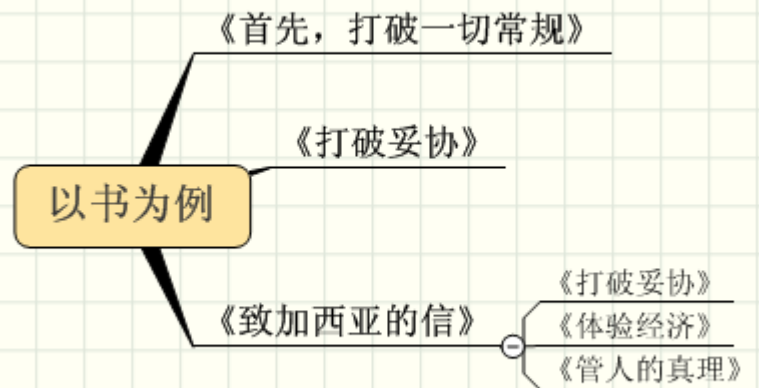 《首先，打破一切常规》
《打破妥协》
以书为例
《致加西亚的信》
《打破妥协》
《体验经济》
《管人的真理》